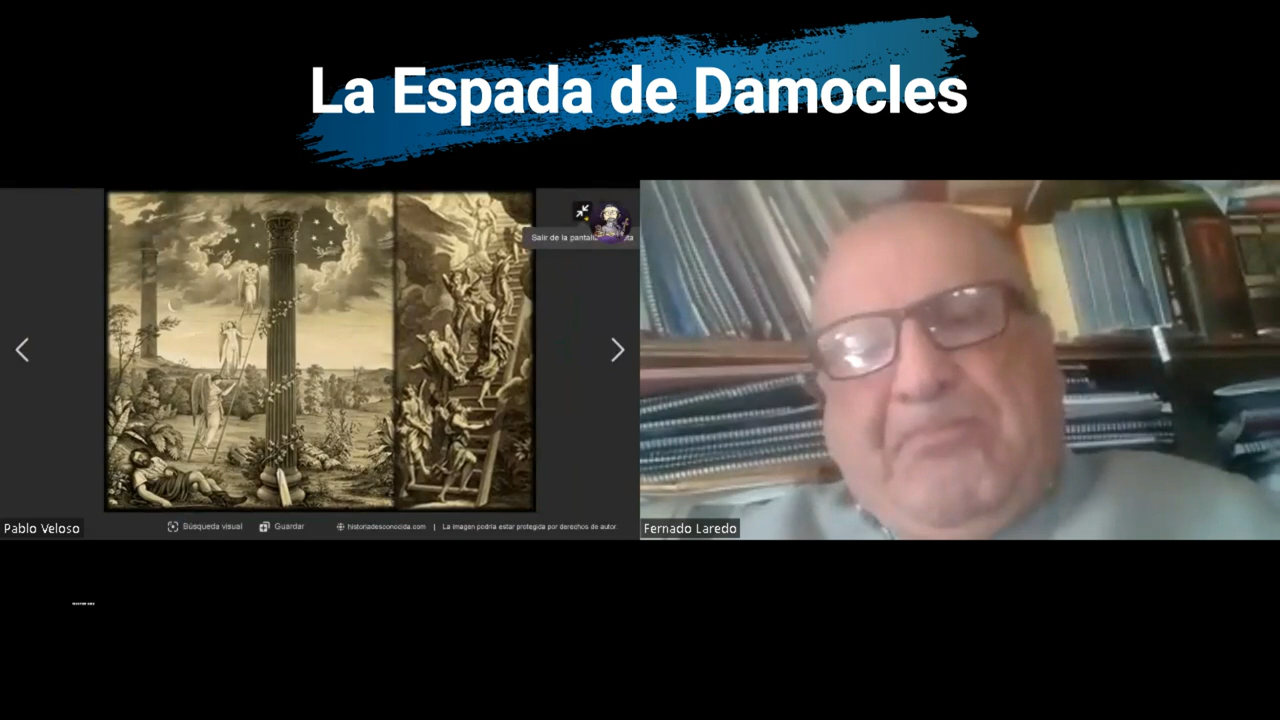 La Espada de Damocles
Salir de la pantalla
Pablo Veloso
Búsqueda visual
Guardar
historiadesconocida.com | La imagen podría estar protegida por derechos de autor.
Fernado Laredo